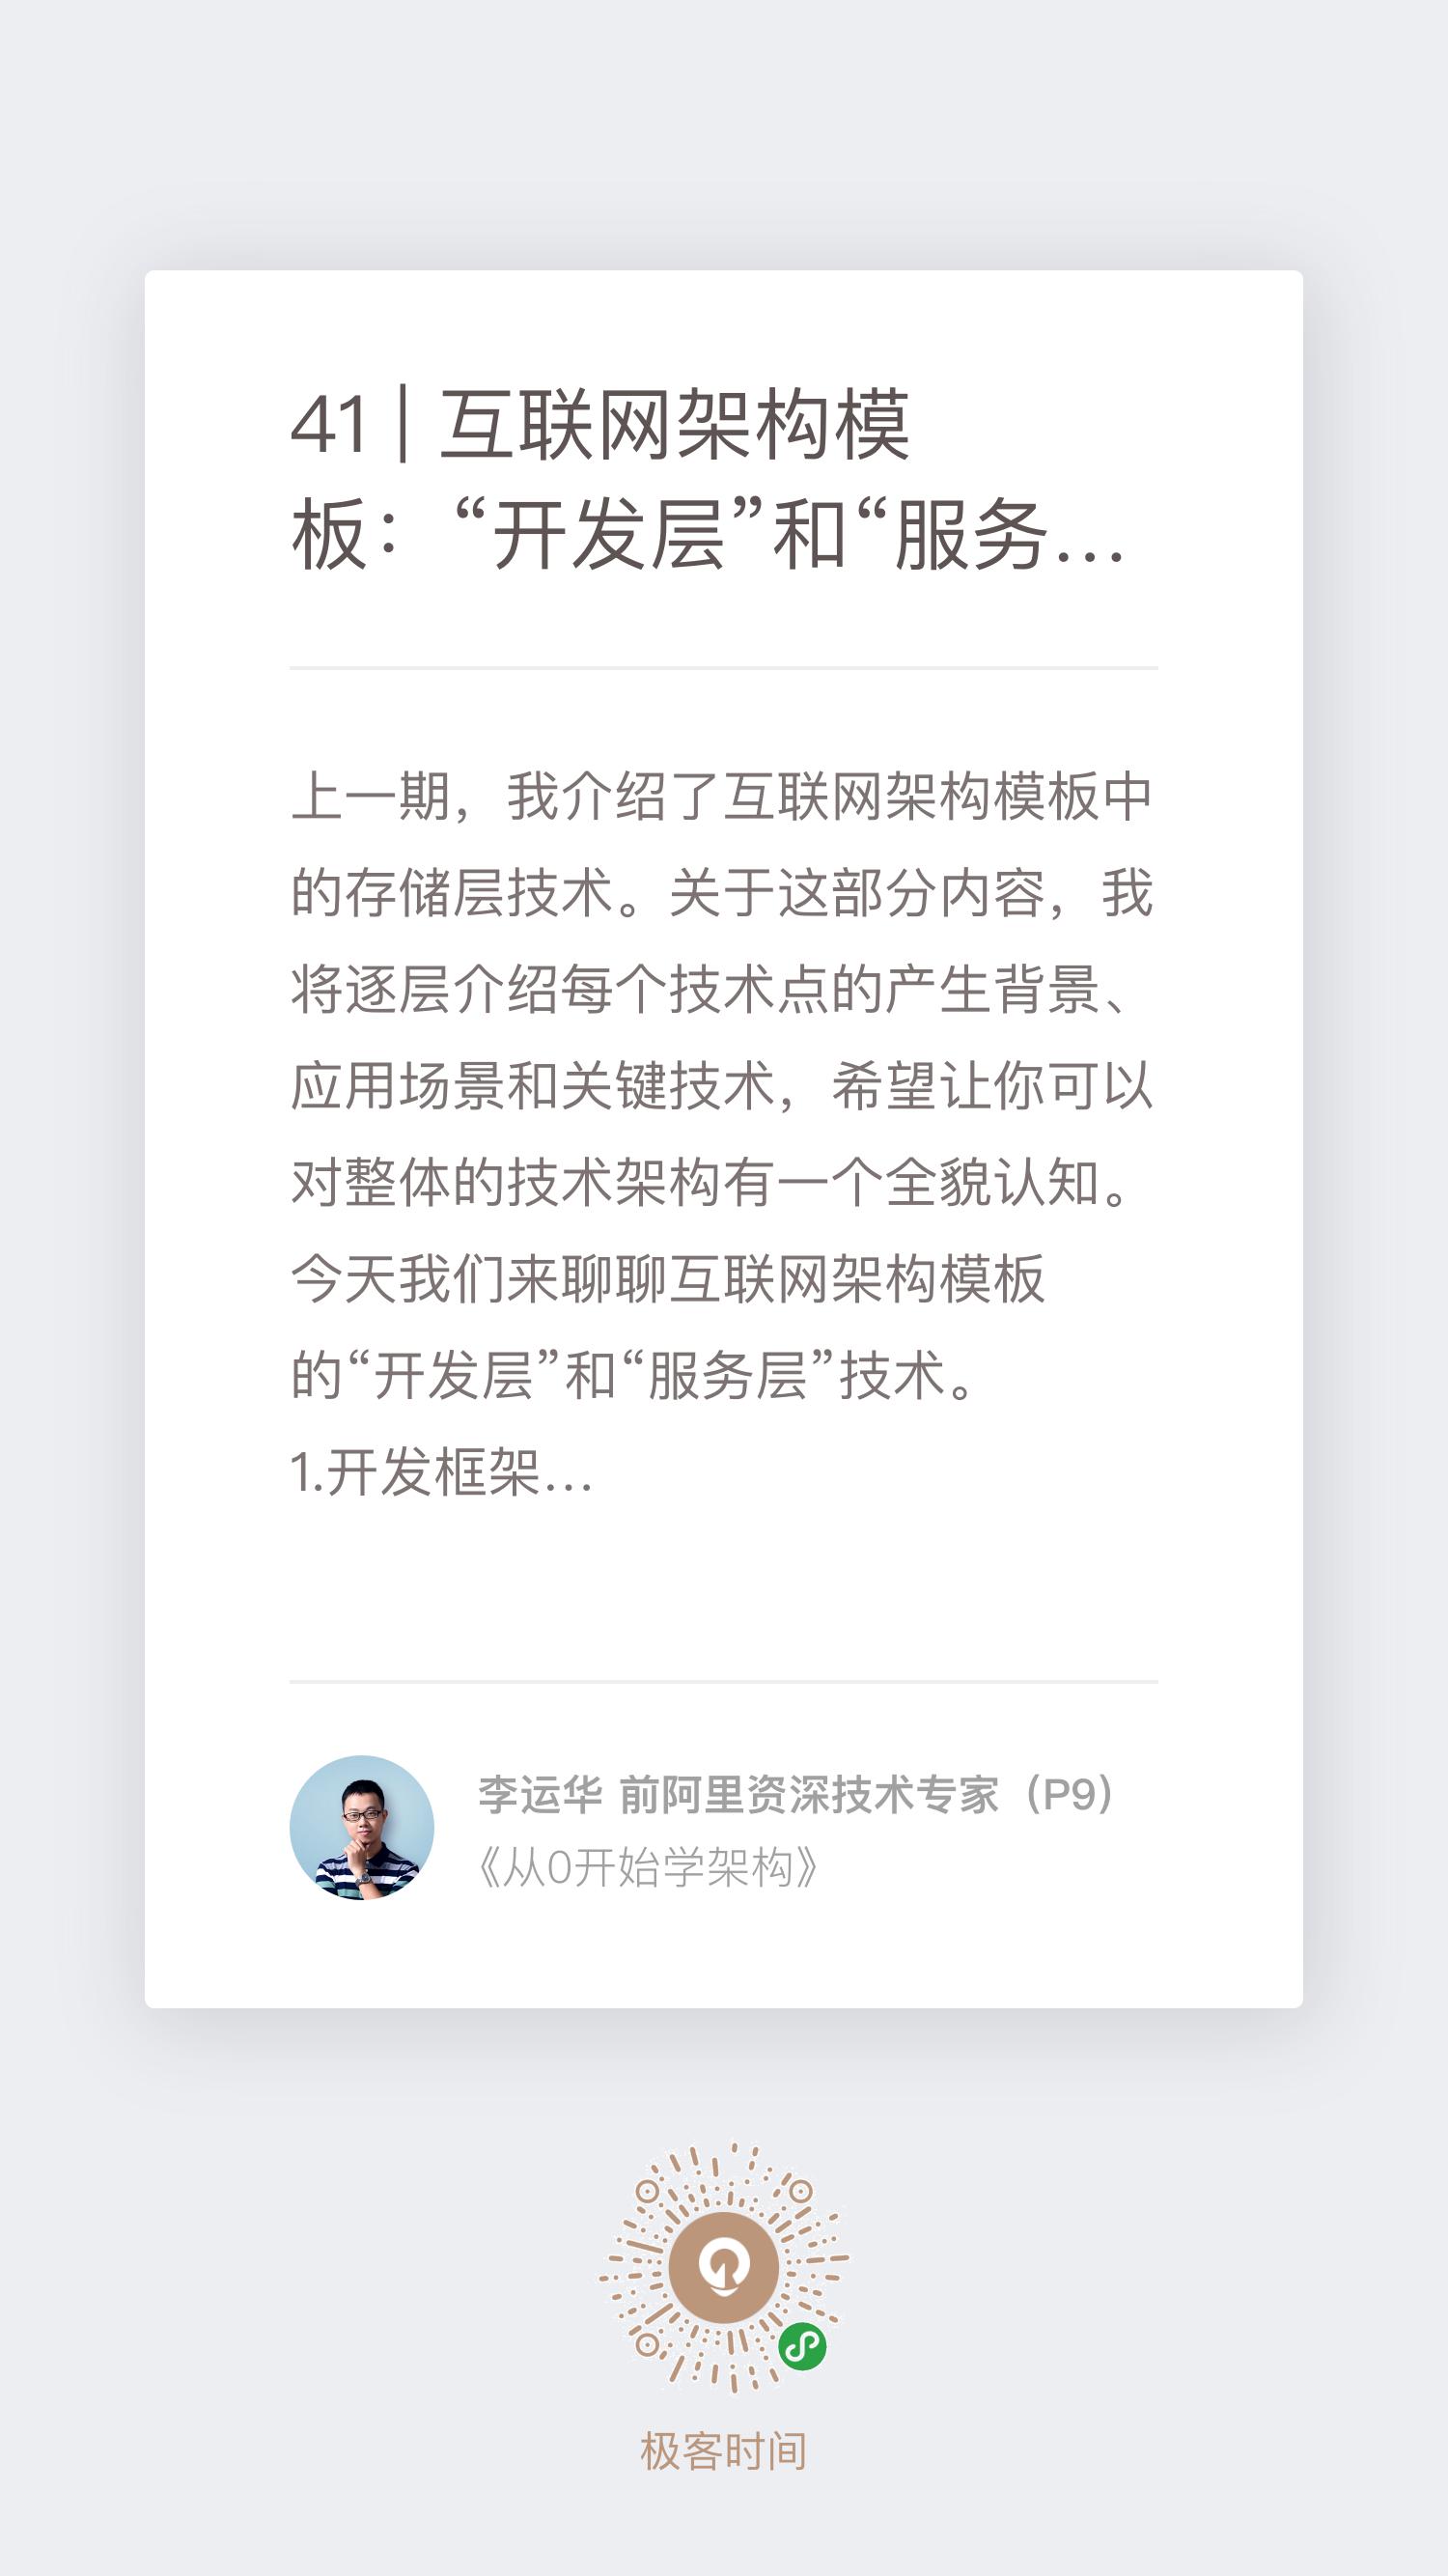 41 | 互联网架构模
板：“开发层”和“服务...
上一期，我介绍了互联网架构模板中
的存储层技术。关于这部分内容，我
将逐层介绍每个技术点的产生背景、
应用场景和关键技术，希望让你可以
对整体的技术架构有一个全貌认知。
今天我们来聊聊互联网架构模板
的“开发层”和“服务层”技术。
1.开发框架...
李运华 前阿里资深技术专家（P9）
《从0开始学架构》
极客时间